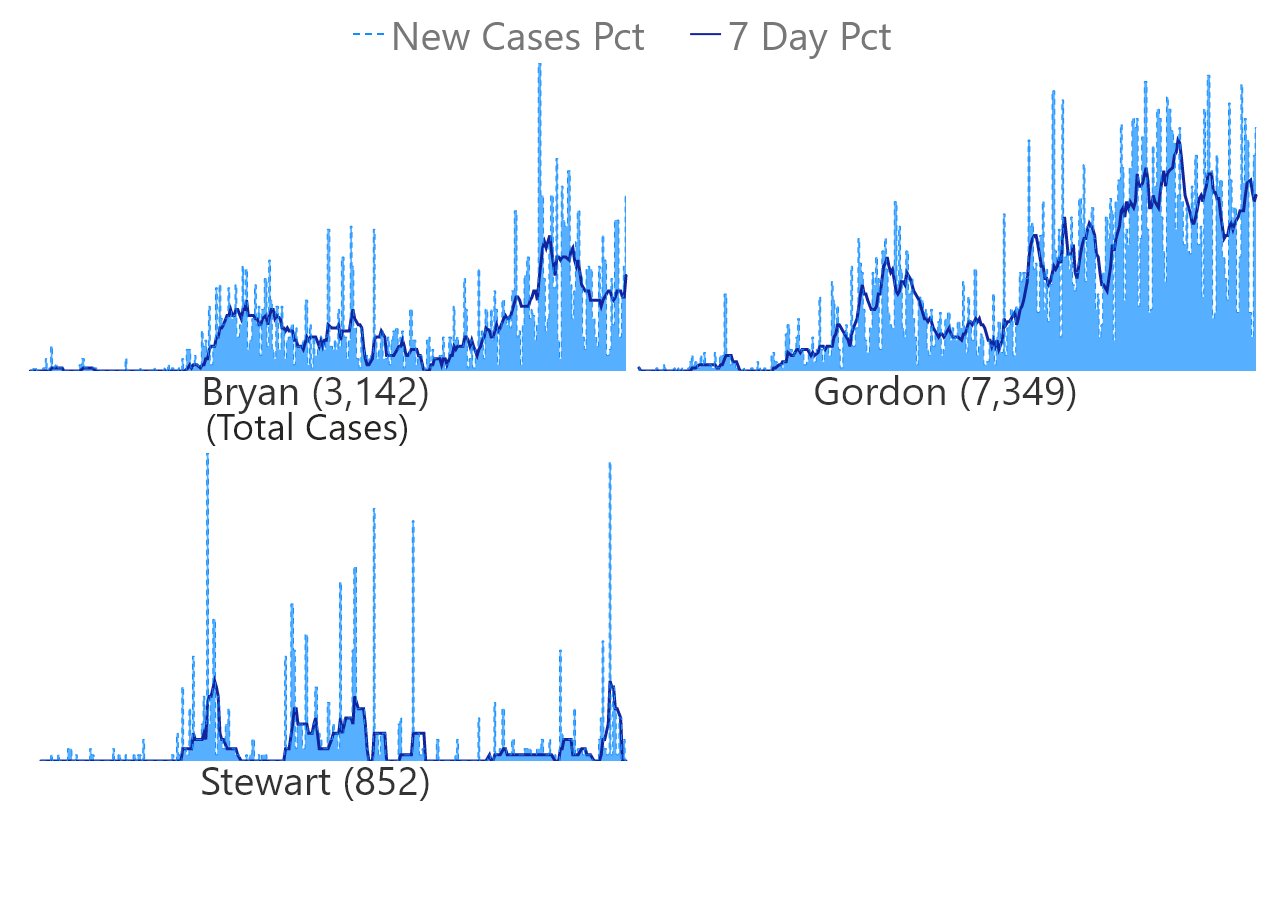 New Cases Pct 7 Day Pct
Bryan (3,142)
(Total Cases)
Gordon (7,349)
Stewart (852)